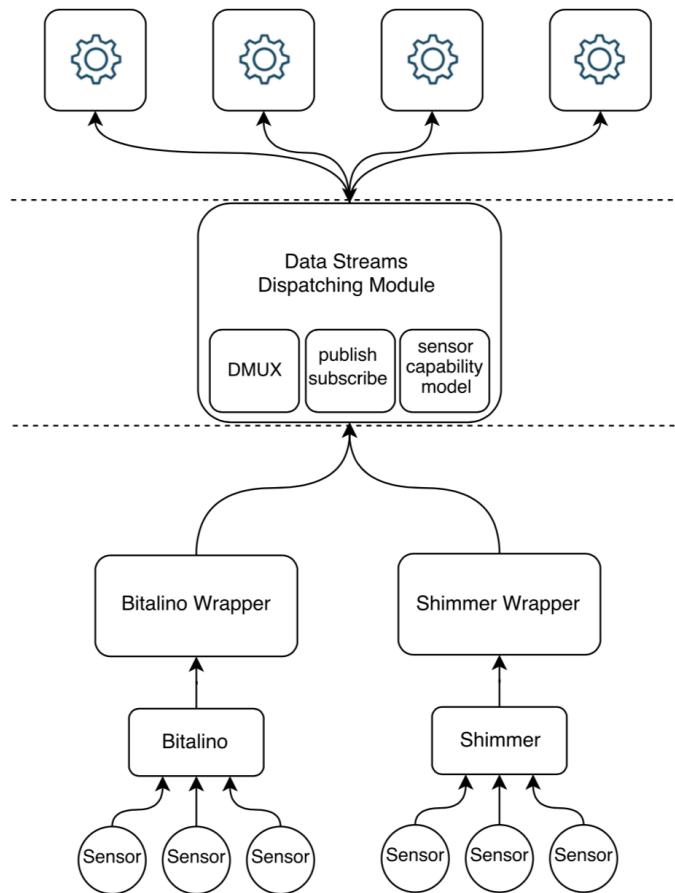 Data Streams
Dispatching Module
DMUX
publish
subscribe
sensor
capability
model
Bitalino Wrapper
Shimmer Wrapper
Bitalino
Shimmer
Sensor
Sensor
Sensor
Sensor
Sensor
Sensor